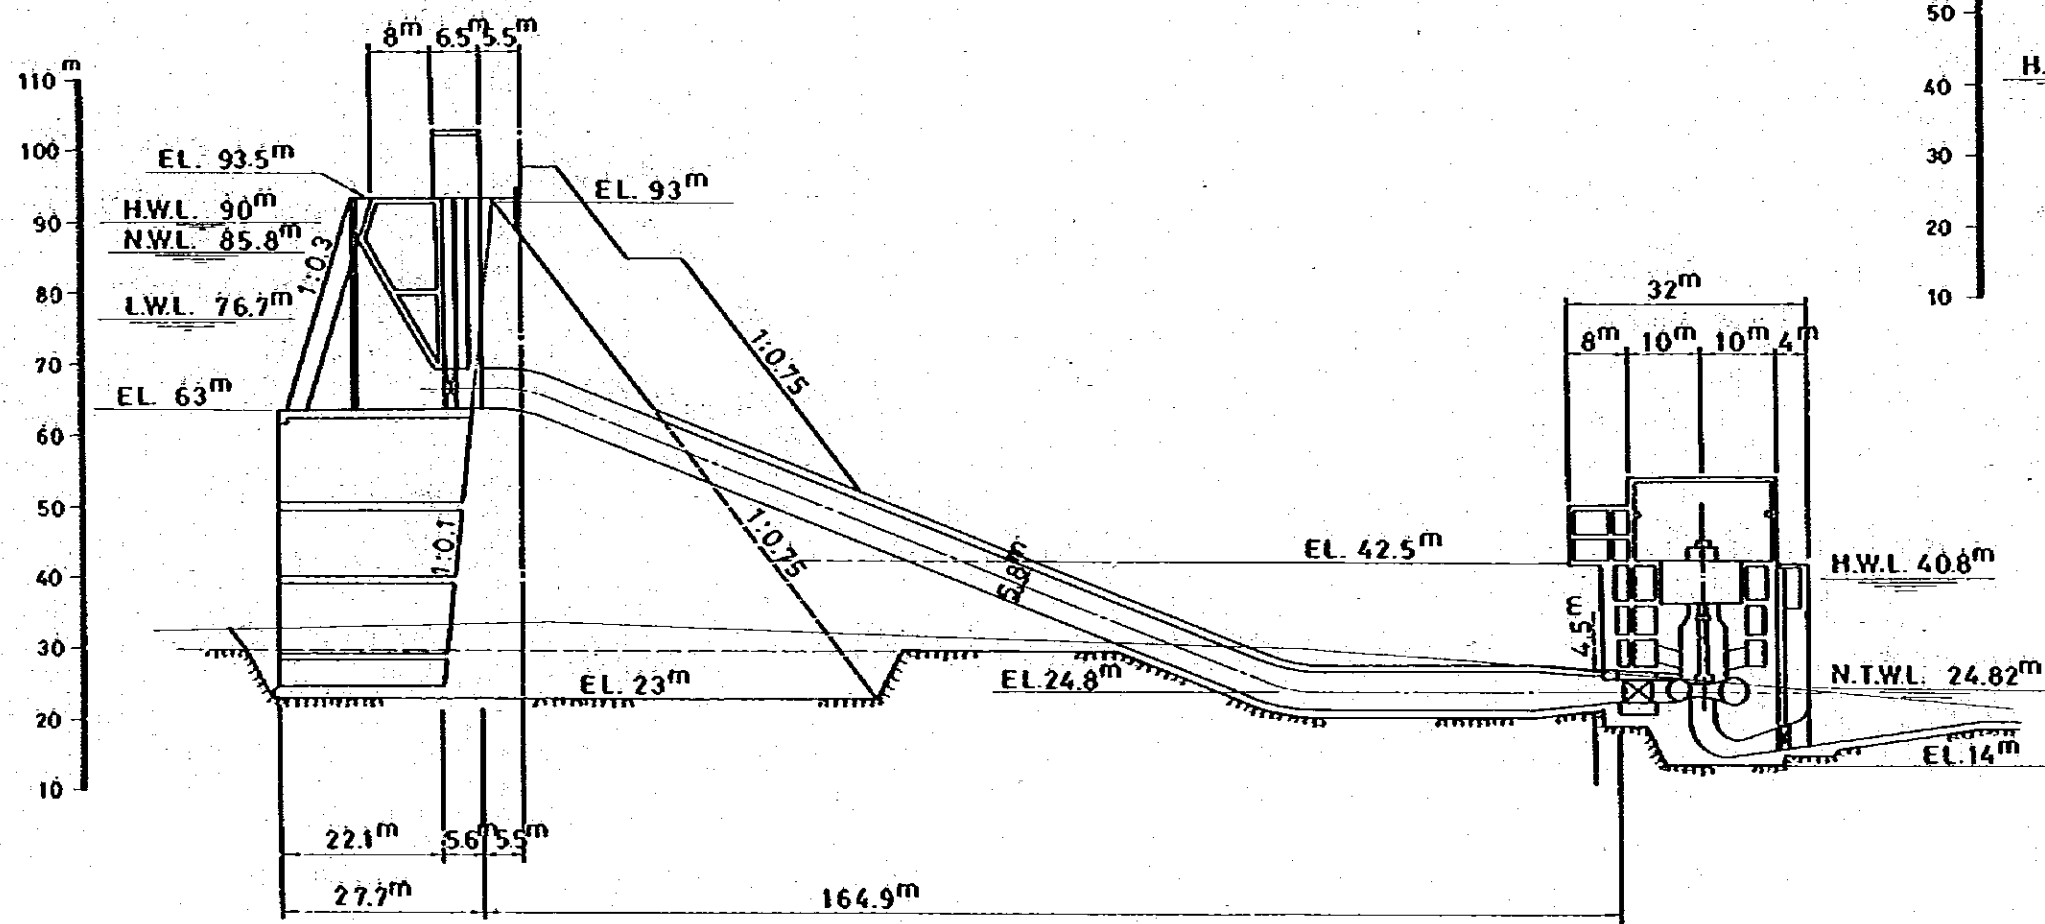 8m 6.5m 5.5m
110 m
100
90
80
70
60
50
40
30
20
10
EL. 93.5m
H.W.L. 90m
N.W.L. 85.8m
L.W.L. 76.7m
EL. 63m
1:0.3
EL. 93m
1:0.75
1:0.1
1:0.75
5.8m
EL. 42.5m
EL. 23m
EL. 24.8m
22.1m 5.6m 5.5m
27.7m 164.9m
32m
8m 10m 10m 4m
4.5m
H.W.L. 40.8m
N.T.W.L. 24.82m
EL. 14m
50
40
30
20
10
H.